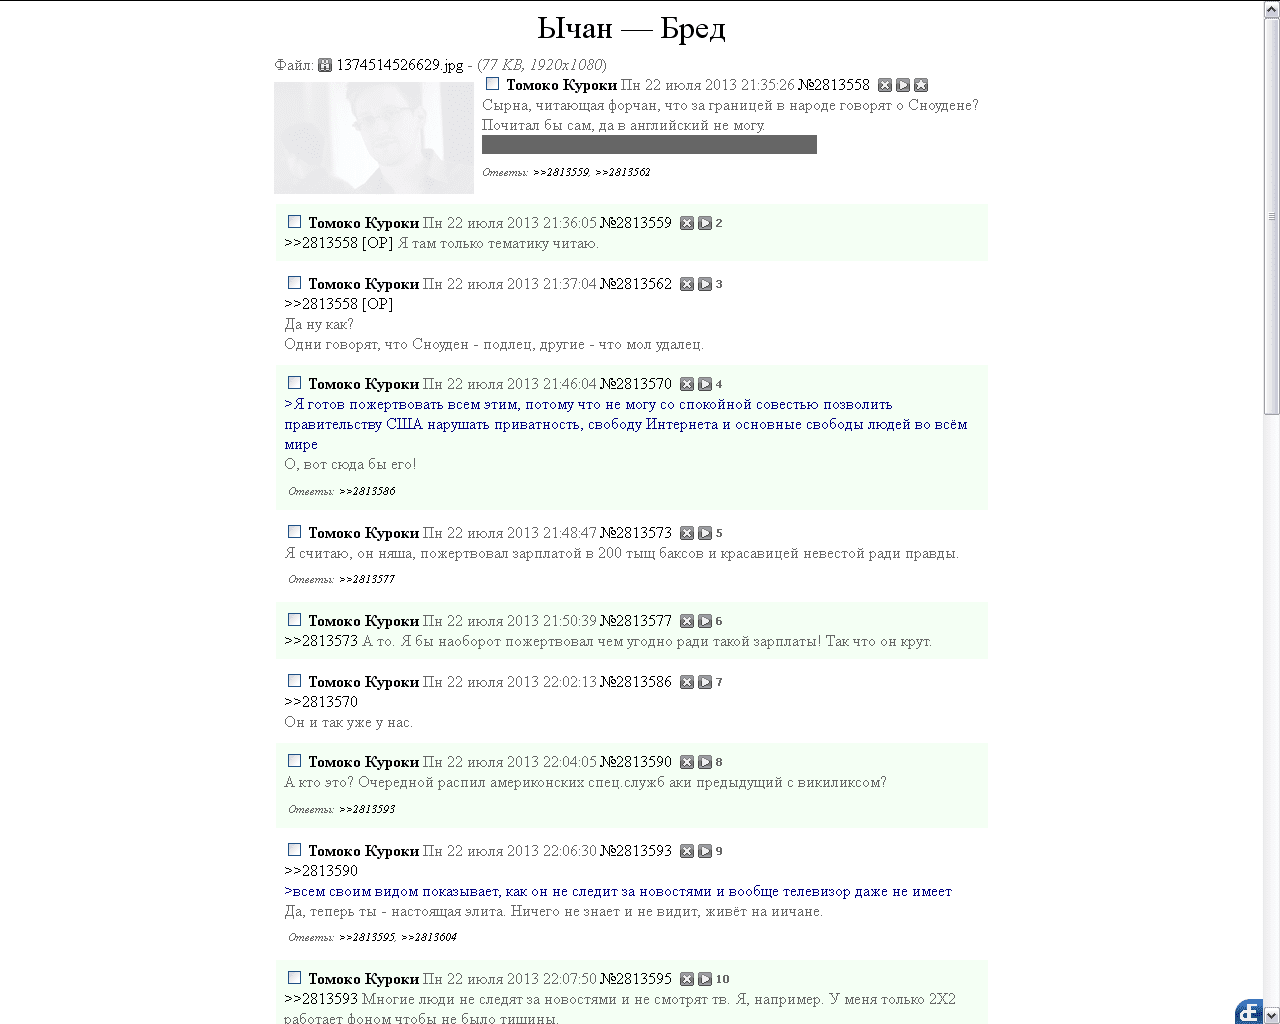 Ычан — Бред
Файл: 1374514526629.jpg - (77 KB, 1920x1080)
Томоко Куроки Пн 22 июля 2013 21:35:26 №2813558
Сырна, читающая форчан, что за границей в народе говорят о Сноудене?
Почитал бы сам, да в английский не могу.
Ответы: >>2813559, >>2813562
Томоко Куроки Пн 22 июля 2013 21:36:05 №2813559 2
>>2813558 [OP] Я там только тематику читаю.
Томоко Куроки Пн 22 июля 2013 21:37:04 №2813562 3
>>2813558 [OP]
Да ну как?
Одни говорят, что Сноуден - подлец, другие - что мол удалец.
Томоко Куроки Пн 22 июля 2013 21:46:04 №2813570 4
>Я готов пожертвовать всем этим, потому что не могу со спокойной совестью позволить
правительству США нарушать приватность, свободу Интернета и основные свободы людей во всём
мире
О, вот сюда бы его!
Ответы: >>2813586
Томоко Куроки Пн 22 июля 2013 21:48:47 №2813573 5
Я считаю, он няша, пожертвовал зарплатой в 200 тыщ баксов и красавицей невестой ради правды.
Ответы: >>2813577
Томоко Куроки Пн 22 июля 2013 21:50:39 №2813577 6
>>2813573 А то. Я бы наоборот пожертвовал чем угодно ради такой зарплаты! Так что он крут.
Томоко Куроки Пн 22 июля 2013 22:02:13 №2813586 7
>>2813570
Он и так уже у нас.
Томоко Куроки Пн 22 июля 2013 22:04:05 №2813590 8
А кто это? Очередной распил америконских спец.служб аки предыдущий с викиликсом?
Ответы: >>2813593
Томоко Куроки Пн 22 июля 2013 22:06:30 №2813593 9
>>2813590
>всем своим видом показывает, как он не следит за новостями и вообще телевизор даже не имеет
Да, теперь ты - настоящая элита. Ничего не знает и не видит, живёт на иичане.
Ответы: >>2813595, >>2813604
Томоко Куроки Пн 22 июля 2013 22:07:50 №2813595 10
>>2813593 Многие люди не следят за новостями и не смотрят тв. Я, например. У меня только 2Х2
работает фоном чтобы не было тишины.